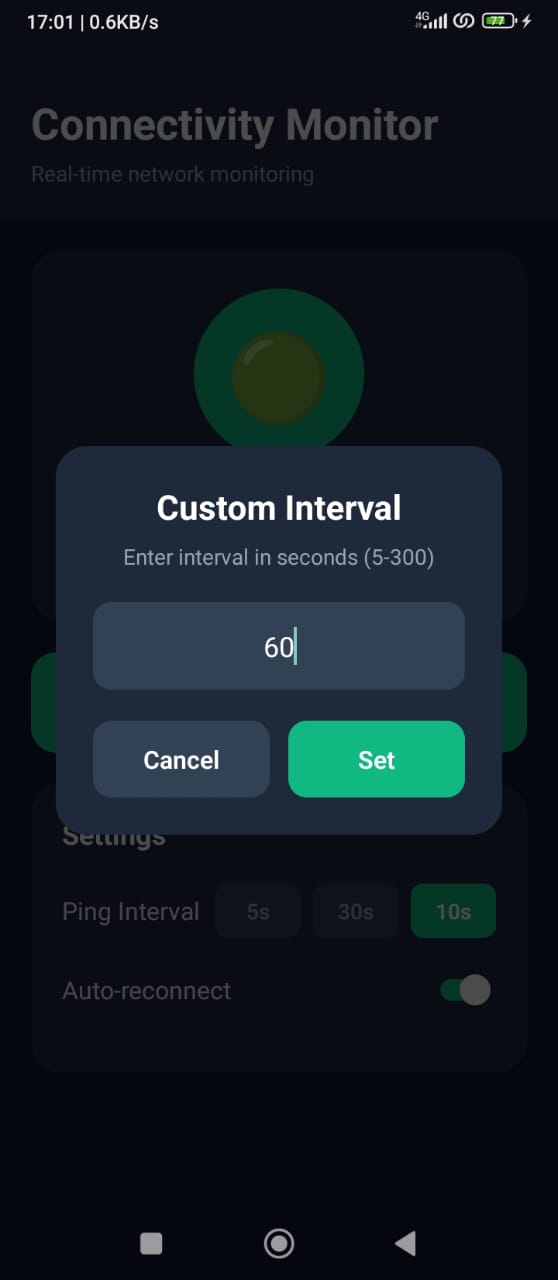 17:01 | 0.6KB/s 4G 77
Connectivity Monitor
Real-time network monitoring
Custom Interval
Enter interval in seconds (5-300)
60
Cancel Set
Settings
Ping Interval 5s 30s 10s
Auto-reconnect